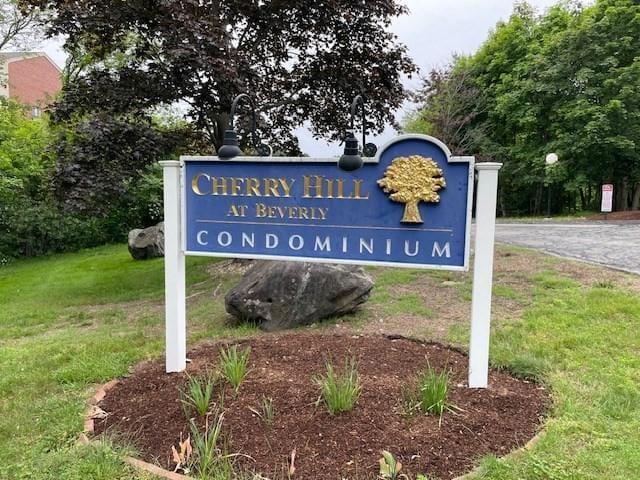 CHERRY HILL
AT BEVERLY
CONDOMINIUM